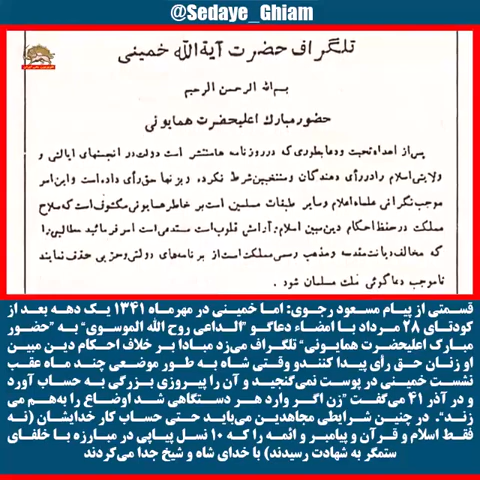 @Sedaye_Ghiam
تلگراف حضرت آیة الله خمینی
بسم الله الرحمن الرحیم
حضور مبارک اعلیحضرت همایونی
پس از اهداء تحیت و دعا بطوری که در روزنامه ها منتشر است دولت در انجمنهای ایالتی و
ولایتی اسلام را در رأی دهندگان و منتخبین شرط نکرد، و بزنها حق رأی داده است و این امر
موجب نگرانی علماء اعلام و سایر طبقات مسلمین است بر خاطر همایونی مکشوف است که صلاح
مملکت در حفظ احکام دین مبین اسلام و آرامش قلوب است مستدعی است امر فرمائید مطالبی را
که مخالف دیانت مقدسه و مذهب رسمی مملکت است از برنامه های دولتی و حزبی حذف نمایند
تا موجب دعاگوئی ملت مسلمان شود .
قسمتی از پیام مسعود رجوی: اما خمینی در مهرماه ۱۳۴۱ یک دهه بعد از
کودتای ۲۸ مرداد با امضاء دعاگو "الداعی روح الله الموسوی" به "حضور
مبارک اعلیحضرت همایونی" تلگراف می‌زد مبادا بر خلاف احکام دین مبین
او زنان حق رأی پیدا کنندو وقتی شاه به طور موضعی چند ماه عقب
نشست خمینی در پوست نمی‌گنجید و آن را پیروزی بزرگی به حساب آورد
و در آذر ۴۱ می‌گفت "زن اگر وارد هر دستگاهی شد اوضاع را به‌هم می
زند". در چنین شرایطی مجاهدین می‌باید حتی حساب کار خدایشان (نه
فقط اسلام و قرآن و پیامبر و ائمه را که ۱۰ نسل پیاپی در مبارزه با خلفای
ستمگر به شهادت رسیدند) با خدای شاه و شیخ جدا می‌کردند